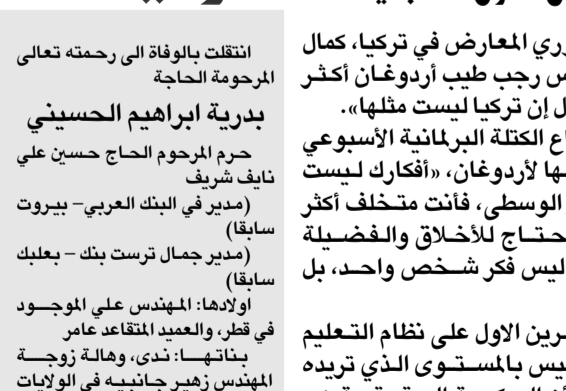 انتقلت بالوفاة الى رحمته تعالى
المرحومة الحاجة
بدرية ابراهيم الحسيني
حرم المرحوم الحاج حسين علي
نايف شريف
(مدير في البنك العربي– بيروت
سابقا)
(مدير جمال ترست بنك – بعلبك
سابقا)
اولادها: المهندس علي الموجود
في قطر، والعميد المتقاعد عامر
بناتها: ندى، وهالة زوجة
المهندس زهير جانبيه في الولايات
وري المعارض في تركيا، كمال
س رجب طيب أردوغان أكثر
ل إن تركيا ليست مثلها».
اع الكتلة البرلمانية الأسبوعي
ها لأردوغان، «أفكارك ليست
الوسطى، فأنت متخلف أكثر
حتاج للأخلاق والفضيلة
ليس فكر شخص واحد، بل
رين الاول على نظام التعليم
يس بالمستوى الذي تريده